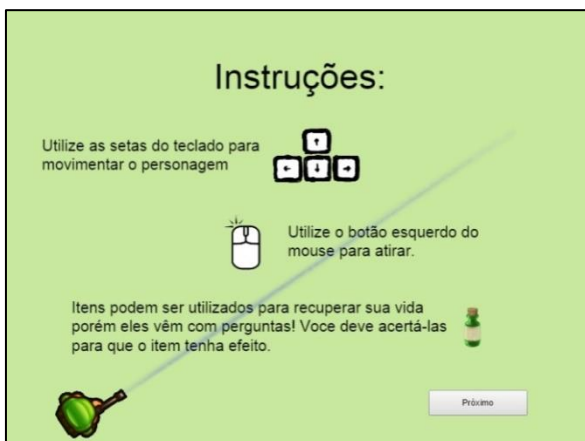 Instruções:
Utilize as setas do teclado para
movimentar o personagem
Utilize o botão esquerdo do
mouse para atirar.
Itens podem ser utilizados para recuperar sua vida
porém eles vêm com perguntas! Voce deve acertá-las
para que o item tenha efeito.
Próximo